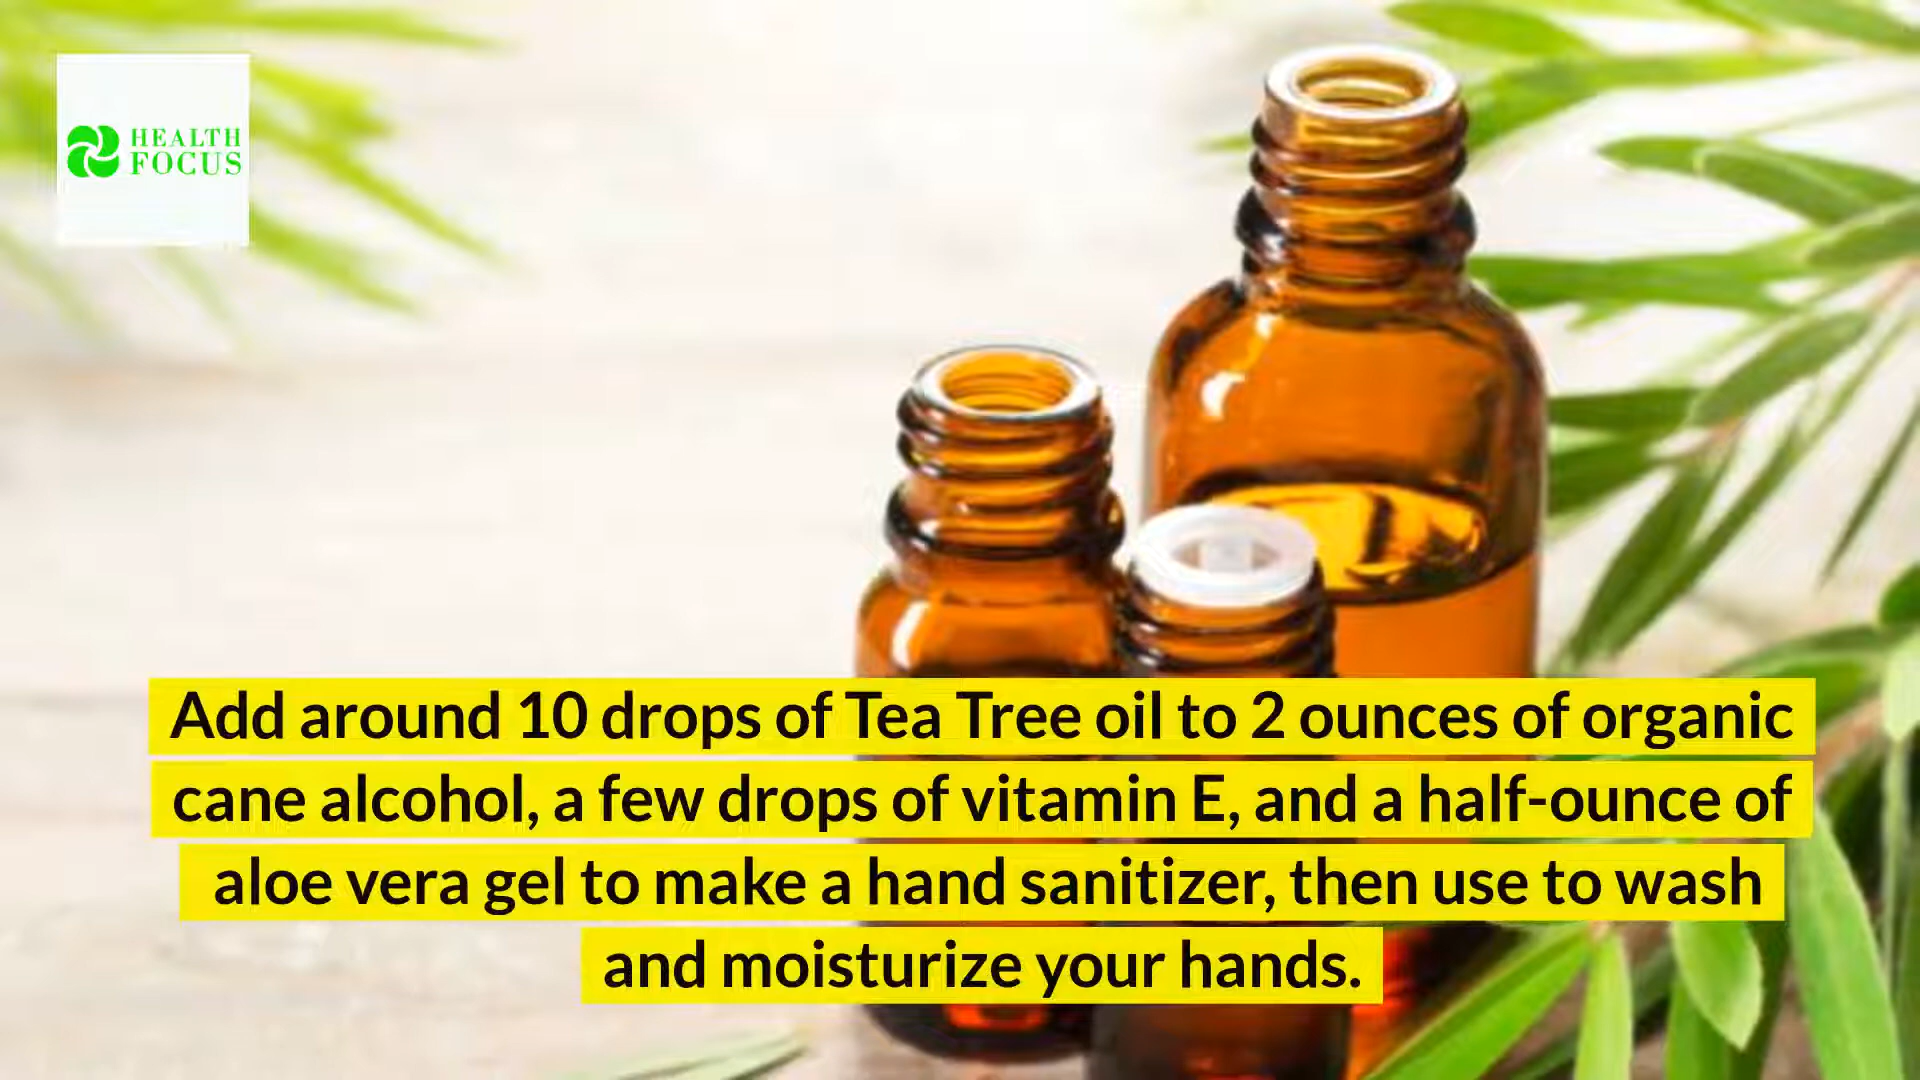 HEALTH
FOCUS
Add around 10 drops of Tea Tree oil to 2 ounces of organic
cane alcohol, a few drops of vitamin E, and a half-ounce of
aloe vera gel to make a hand sanitizer, then use to wash
and moisturize your hands.